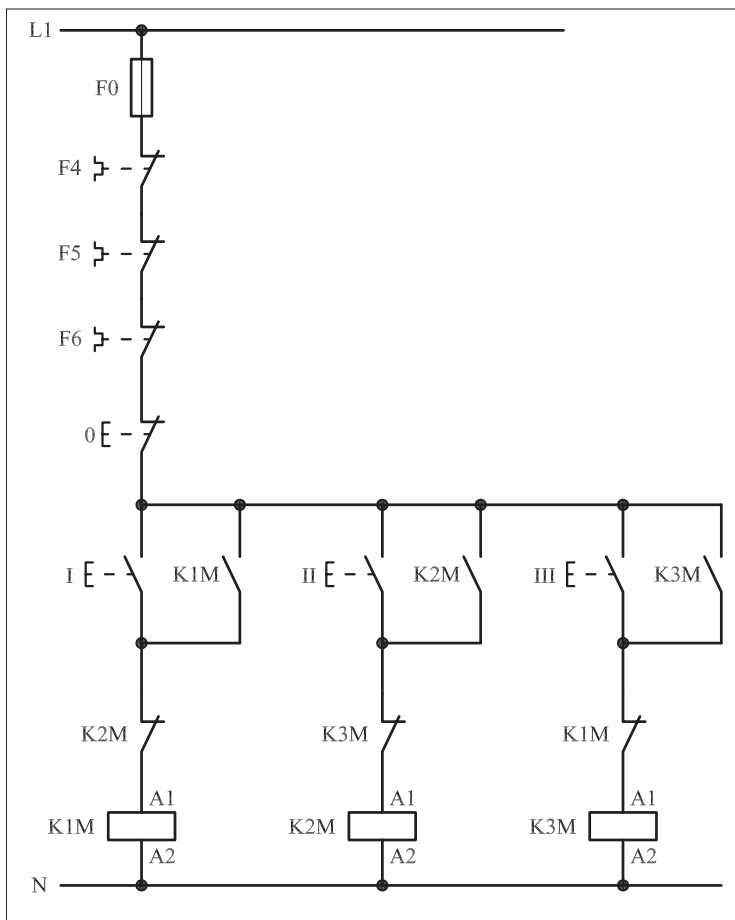 L1
F0
F4
F5
F6
0
I K1M II K2M III K3M
K2M K3M K1M
A1 A1 A1
K1M K2M K3M
A2 A2 A2
N